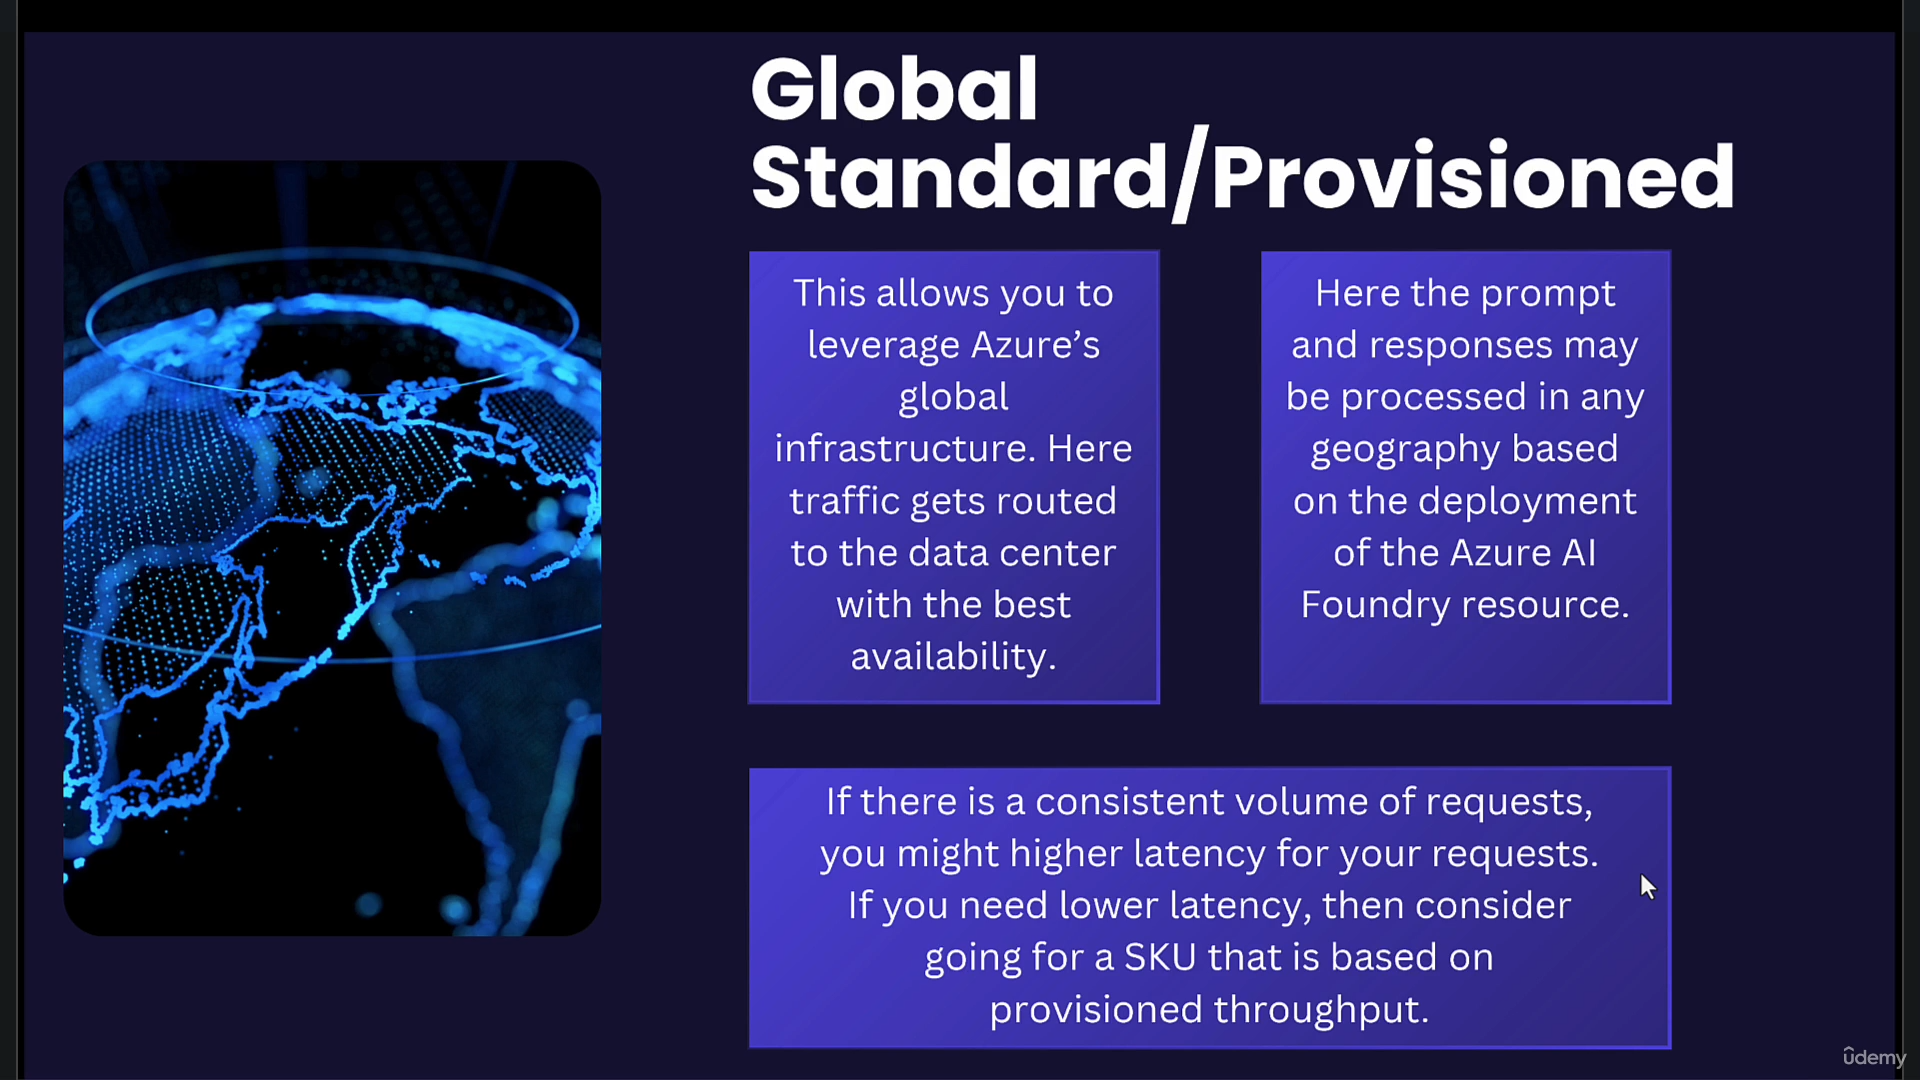 Global
Standard/Provisioned
This allows you to
leverage Azure’s
global
infrastructure. Here
traffic gets routed
to the data center
with the best
availability.
Here the prompt
and responses may
be processed in any
geography based
on the deployment
of the Azure AI
Foundry resource.
If there is a consistent volume of requests,
you might higher latency for your requests.
If you need lower latency, then consider
going for a SKU that is based on
provisioned throughput.
ûdemy